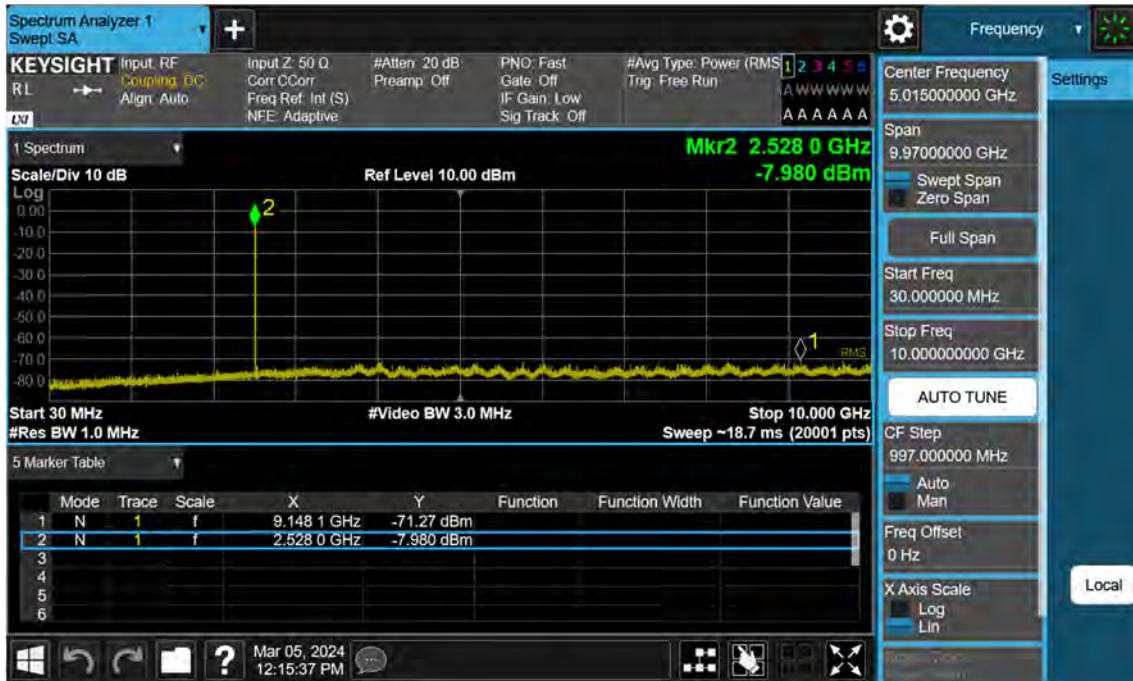 Spectrum Analyzer 1
Swept SA
+
Frequency
KEYSIGHT
RL
LXI
Input: RF
Coupling: DC
Align: Auto
Input Z: 50 Ω
Corr CCorr
Freq Ref: Int (S)
NFE: Adaptive
#Atten: 20 dB
Preamp: Off
PNO: Fast
Gate: Off
IF Gain: Low
Sig Track: Off
#Avg Type: Power (RMS
Trig: Free Run
1 2 3 4 5 6
A W W W W W
A A A A A A
Center Frequency
5.015000000 GHz
Settings
1 Spectrum
Mkr2 2.528 0 GHz
Scale/Div 10 dB
Ref Level 10.00 dBm
-7.980 dBm
Span
9.97000000 GHz
Swept Span
Zero Span
Full Span
Log
0.00
-10.0
-20.0
-30.0
-40.0
-50.0
-60.0
-70.0
-80.0
2
1
RMS
Start Freq
30.000000 MHz
Stop Freq
10.000000000 GHz
AUTO TUNE
Start 30 MHz
#Video BW 3.0 MHz
Stop 10.000 GHz
#Res BW 1.0 MHz
Sweep ~18.7 ms (20001 pts)
CF Step
997.000000 MHz
Auto
Man
5 Marker Table
Mode Trace Scale X Y Function Function Width Function Value
1 N 1 f 9.148 1 GHz -71.27 dBm
2 N 1 f 2.528 0 GHz -7.980 dBm
3
4
5
6
Freq Offset
0 Hz
X Axis Scale
Log
Lin
Local
?
Mar 05, 2024
12:15:37 PM